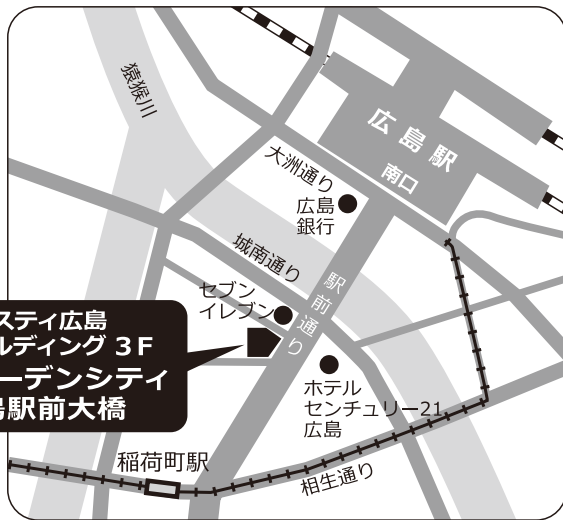 猿猴川
広島駅
南口
大洲通り
広島
銀行
城南通り
駅前通り
セブン
イレブン
スティ広島
ルディング 3F
ーデンシティ
島駅前大橋
ホテル
センチュリー21
広島
稲荷町駅
相生通り